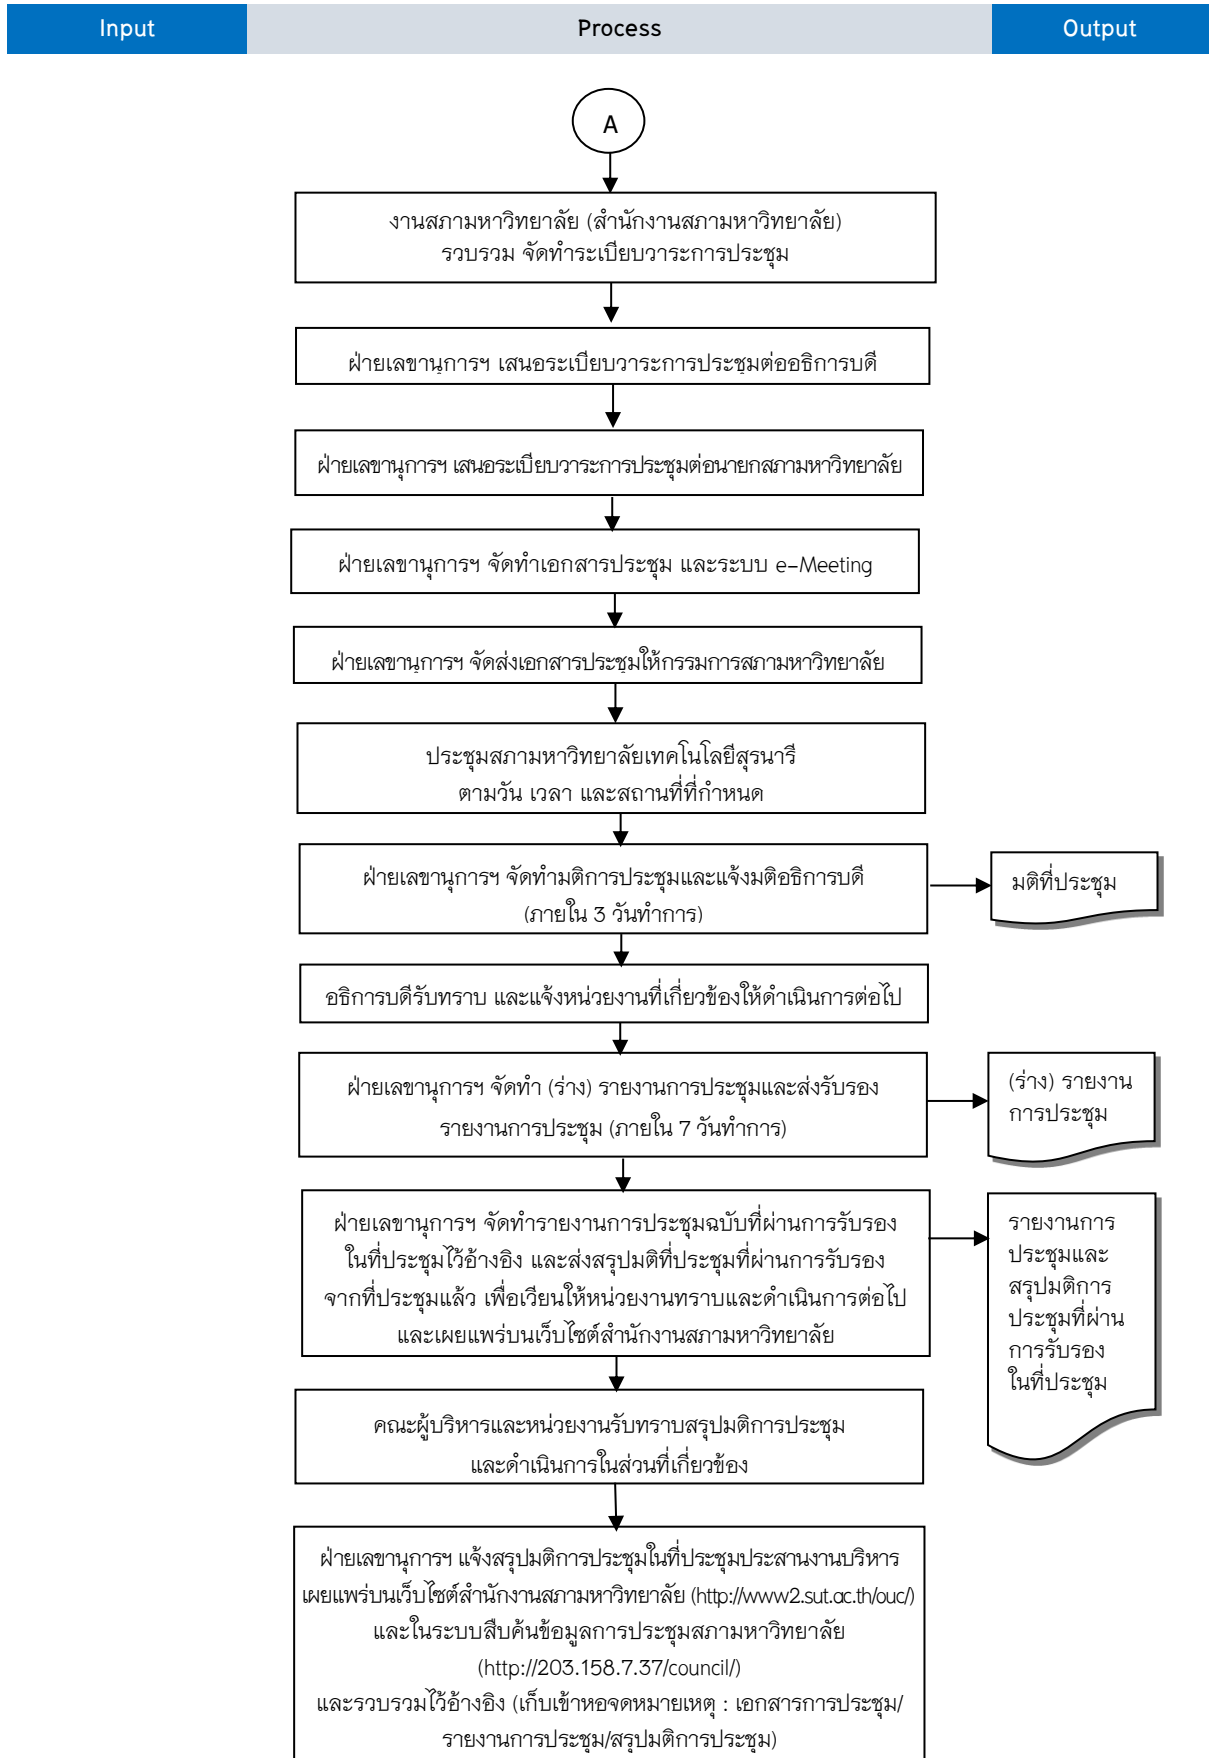 Input
Process
Output
A
งานสภามหาวิทยาลัย (สำนักงานสภามหาวิทยาลัย)
รวบรวม จัดทำระเบียบวาระการประชุม
ฝ่ายเลขานุการฯ เสนอระเบียบวาระการประชุมต่ออธิการบดี
ฝ่ายเลขานุการฯ เสนอระเบียบวาระการประชุมต่อนายกสภามหาวิทยาลัย
ฝ่ายเลขานุการฯ จัดทำเอกสารประชุม และระบบ e-Meeting
ฝ่ายเลขานุการฯ จัดส่งเอกสารประชุมให้กรรมการสภามหาวิทยาลัย
ประชุมสภามหาวิทยาลัยเทคโนโลยีสุรนารี
ตามวัน เวลา และสถานที่ที่กำหนด
ฝ่ายเลขานุการฯ จัดทำมติการประชุมและแจ้งมติอธิการบดี
(ภายใน 3 วันทำการ)
มติที่ประชุม
อธิการบดีรับทราบ และแจ้งหน่วยงานที่เกี่ยวข้องให้ดำเนินการต่อไป
ฝ่ายเลขานุการฯ จัดทำ (ร่าง) รายงานการประชุมและส่งรับรอง
รายงานการประชุม (ภายใน 7 วันทำการ)
(ร่าง) รายงาน
การประชุม
ฝ่ายเลขานุการฯ จัดทำรายงานการประชุมฉบับที่ผ่านการรับรอง
ในที่ประชุมไว้อ้างอิง และส่งสรุปมติที่ประชุมที่ผ่านการรับรอง
จากที่ประชุมแล้ว เพื่อเวียนให้หน่วยงานทราบและดำเนินการต่อไป
และเผยแพร่บนเว็บไซต์สำนักงานสภามหาวิทยาลัย
รายงานการ
ประชุมและ
สรุปมติการ
ประชุมที่ผ่าน
การรับรอง
ในที่ประชุม
คณะผู้บริหารและหน่วยงานรับทราบสรุปมติการประชุม
และดำเนินการในส่วนที่เกี่ยวข้อง
ฝ่ายเลขานุการฯ แจ้งสรุปมติการประชุมในที่ประชุมประสานงานบริหาร
เผยแพร่บนเว็บไซต์สำนักงานสภามหาวิทยาลัย (http://www2.sut.ac.th/ouc/)
และในระบบสืบค้นข้อมูลการประชุมสภามหาวิทยาลัย
(http://203.158.7.37/council/)
และรวบรวมไว้อ้างอิง (เก็บเข้าหอจดหมายเหตุ : เอกสารการประชุม/
รายงานการประชุม/สรุปมติการประชุม)